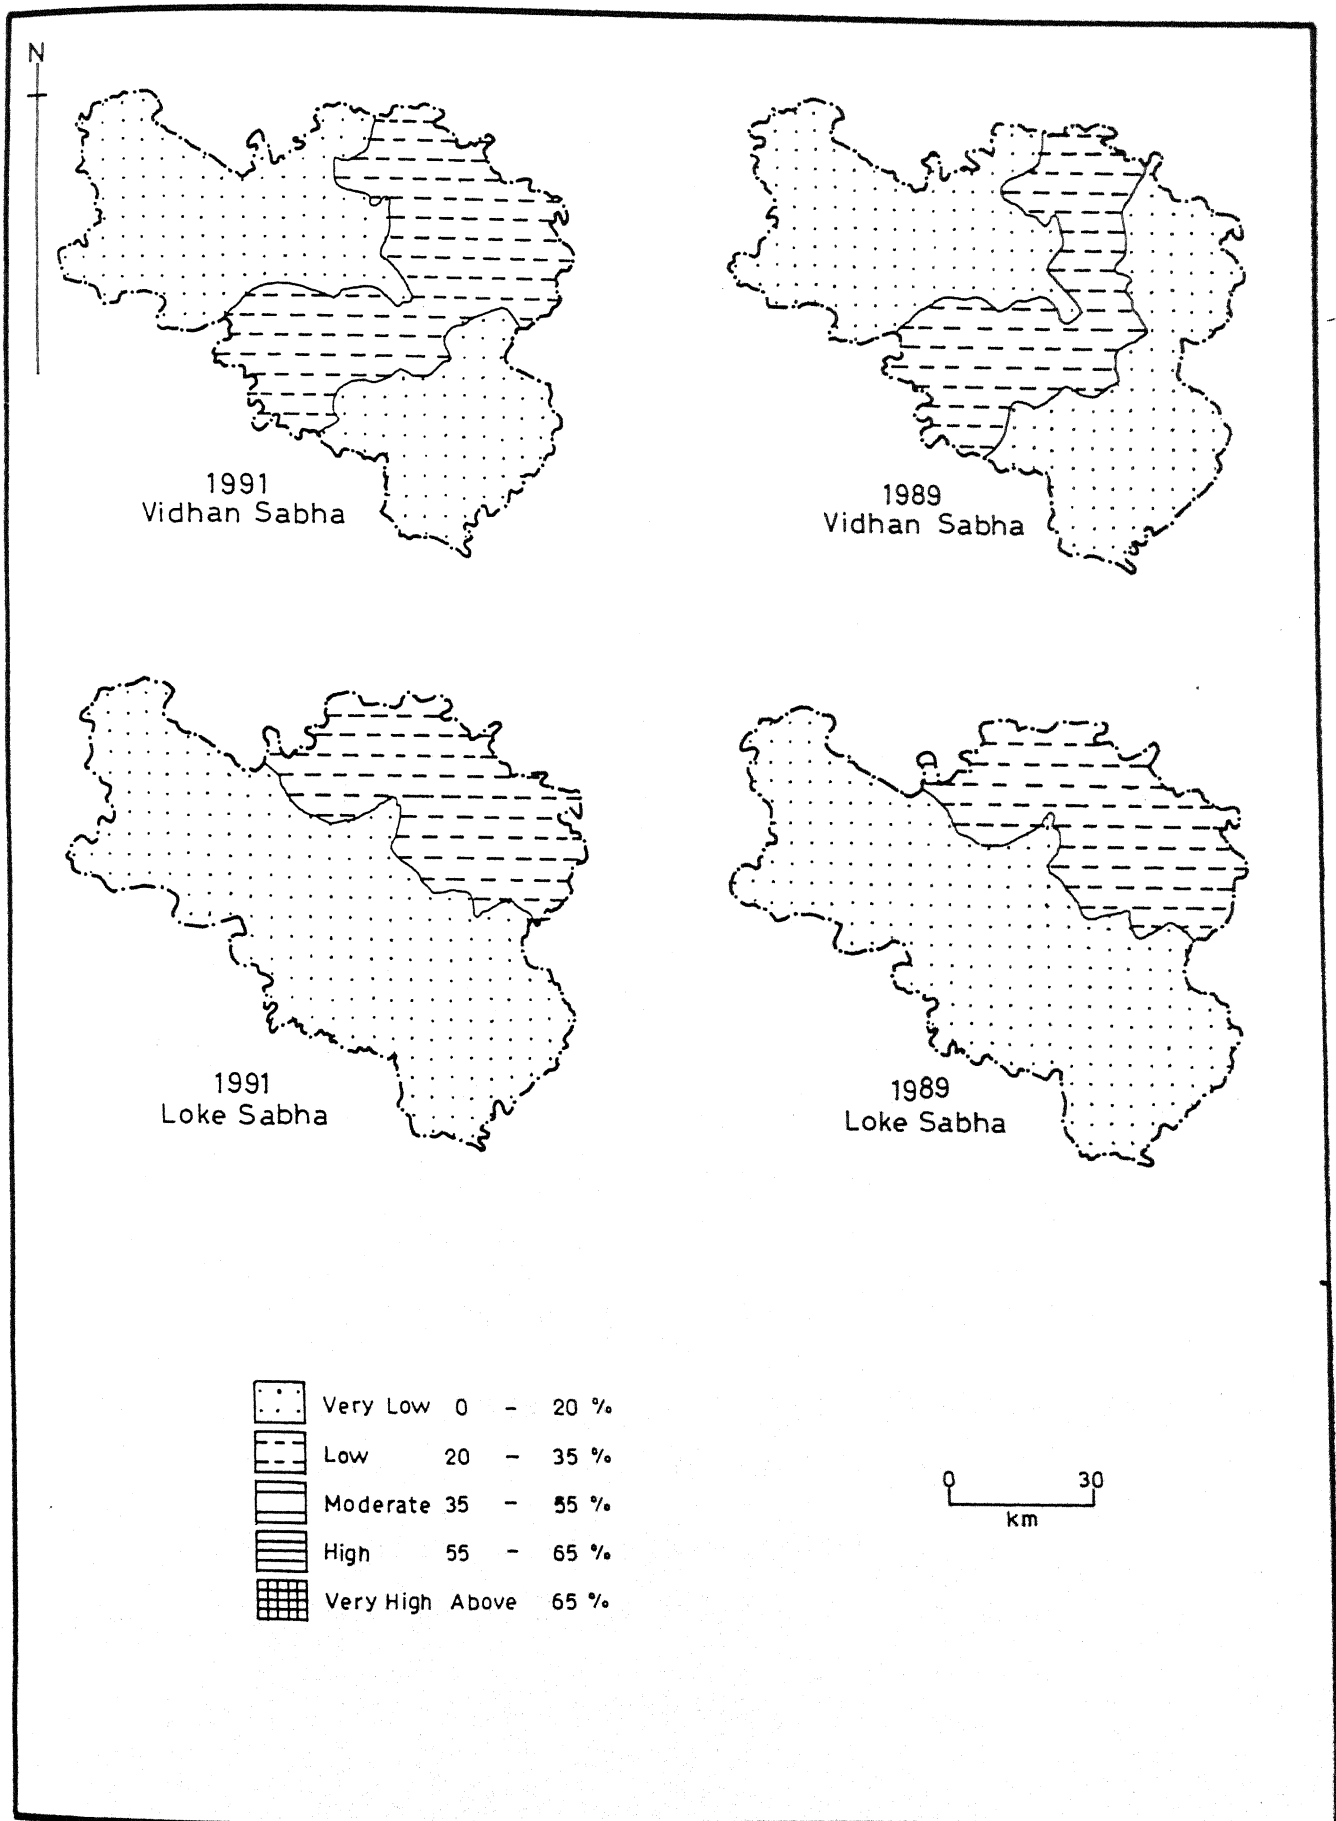 N
1991
Vidhan Sabha
1989
Vidhan Sabha
1991
Loke Sabha
1989
Loke Sabha
Very Low 0 - 20 %
Low 20 - 35 %
Moderate 35 - 55 %
High 55 - 65 %
Very High Above 65 %
0 30
km